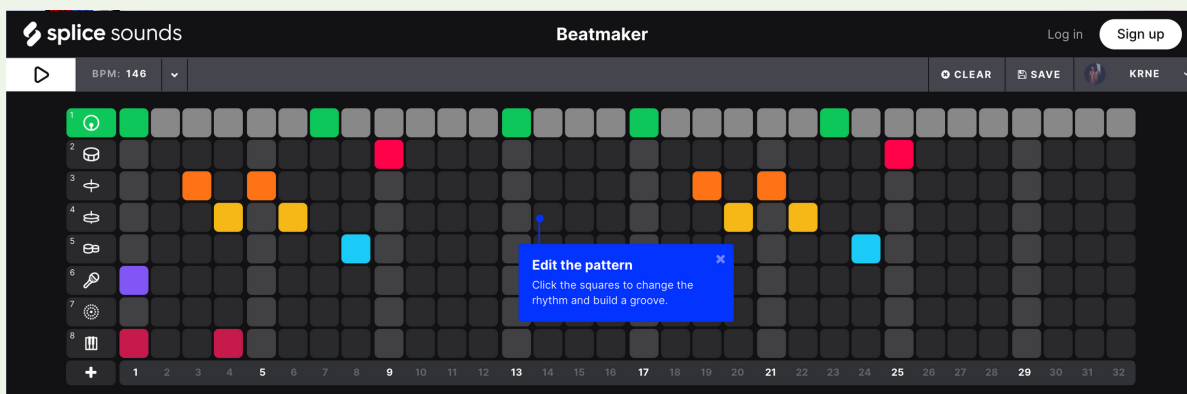 splice sounds
Beatmaker
Log in
Sign up
BPM: 146
CLEAR
SAVE
KRNE
1
2
3
4
5
6
7
8
Edit the pattern
Click the squares to change the
rhythm and build a groove.
1 2 3 4 5 6 7 8 9 10 11 12 13 14 15 16 17 18 19 20 21 22 23 24 25 26 27 28 29 30 31 32